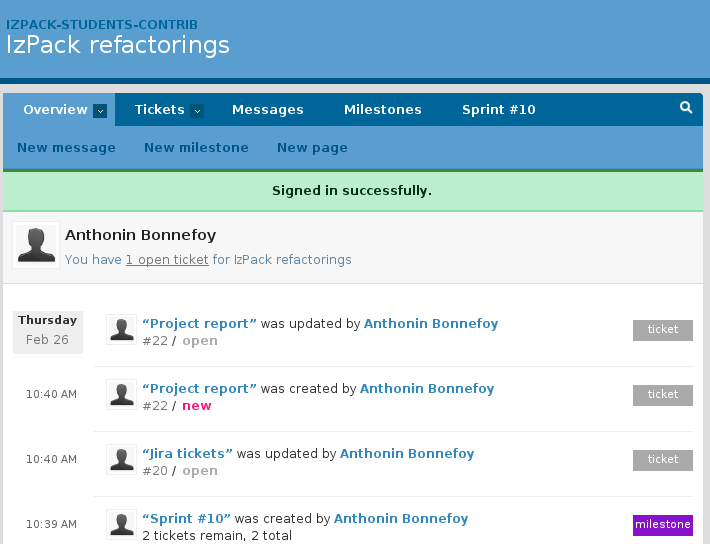 IZPACK-STUDENTS-CONTRIB
IzPack refactorings
Overview Tickets Messages Milestones Sprint #10
New message New milestone New page
Signed in successfully.
Anthonin Bonnefoy
You have 1 open ticket for IzPack refactorings
Thursday
Feb 26
“Project report” was updated by Anthonin Bonnefoy
#22 / open
ticket
10:40 AM
“Project report” was created by Anthonin Bonnefoy
#22 / new
ticket
10:40 AM
“Jira tickets” was updated by Anthonin Bonnefoy
#20 / open
ticket
10:39 AM
“Sprint #10” was created by Anthonin Bonnefoy
2 tickets remain, 2 total
milestone